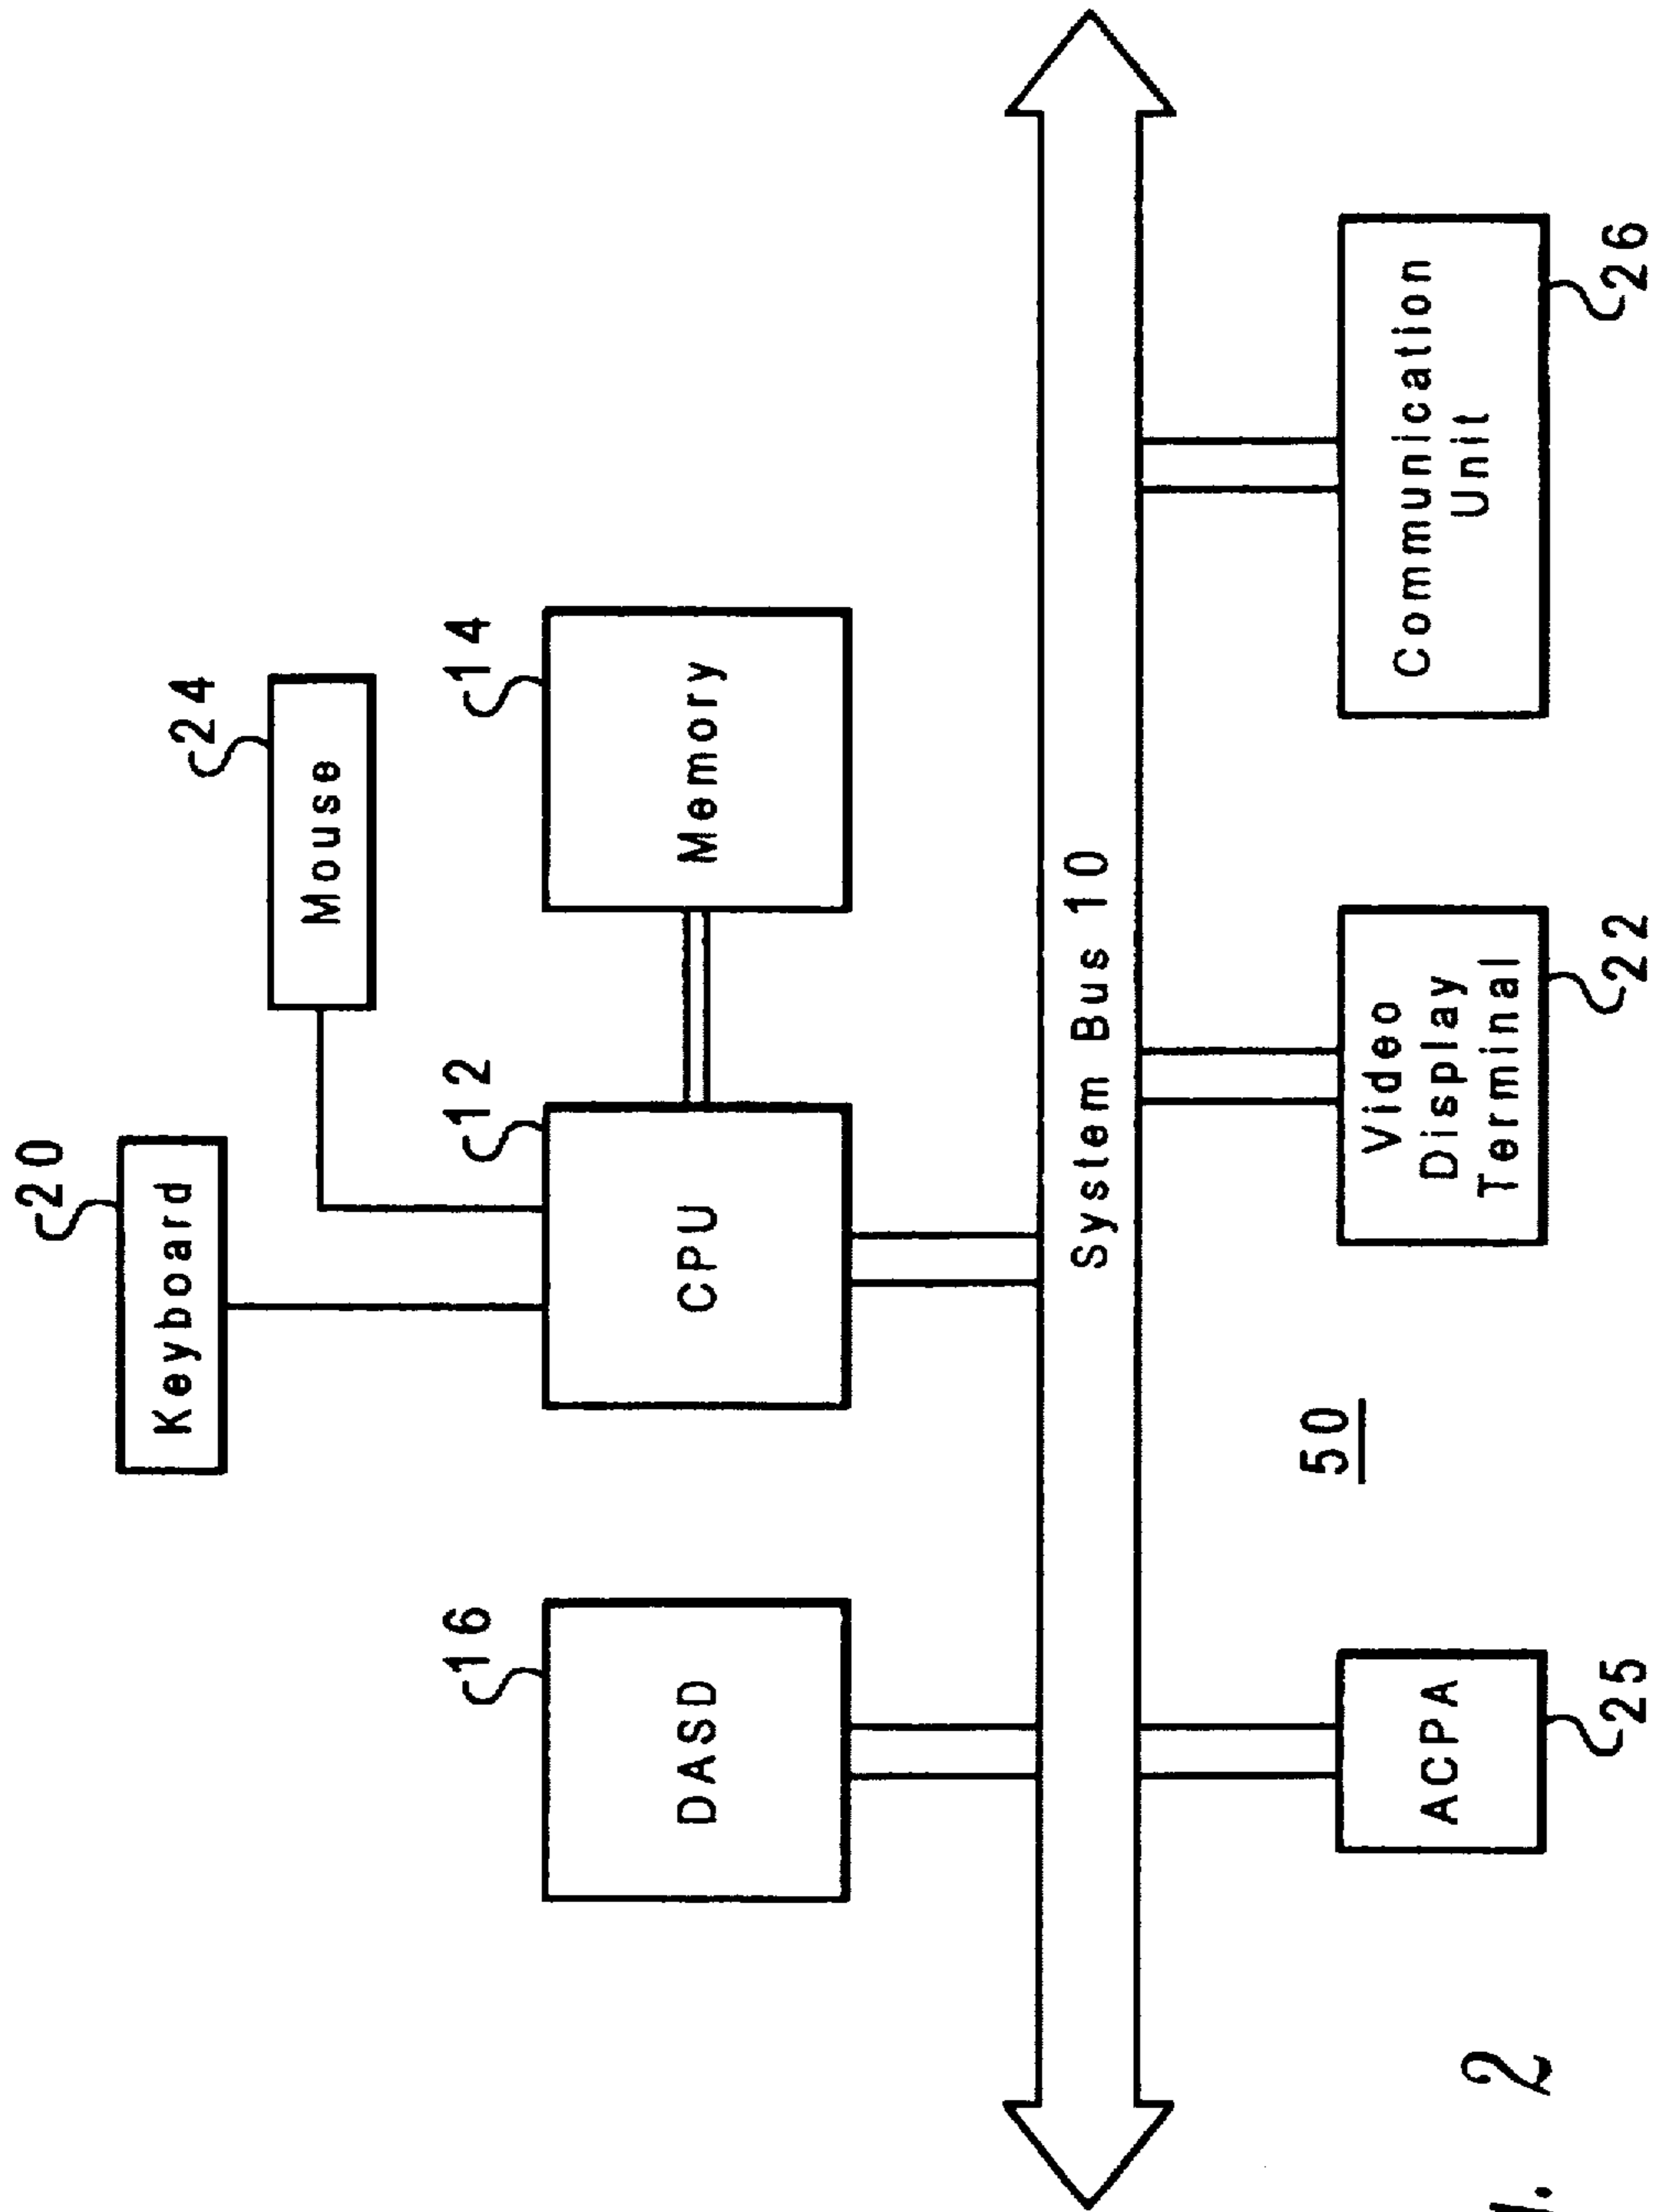 20
Keyboard
24
Mouse
16
DASD
12
CPU
14
Memory
System Bus 10
50
ACPA
25
Video
Display
Terminal
22
Communication
Unit
26
2